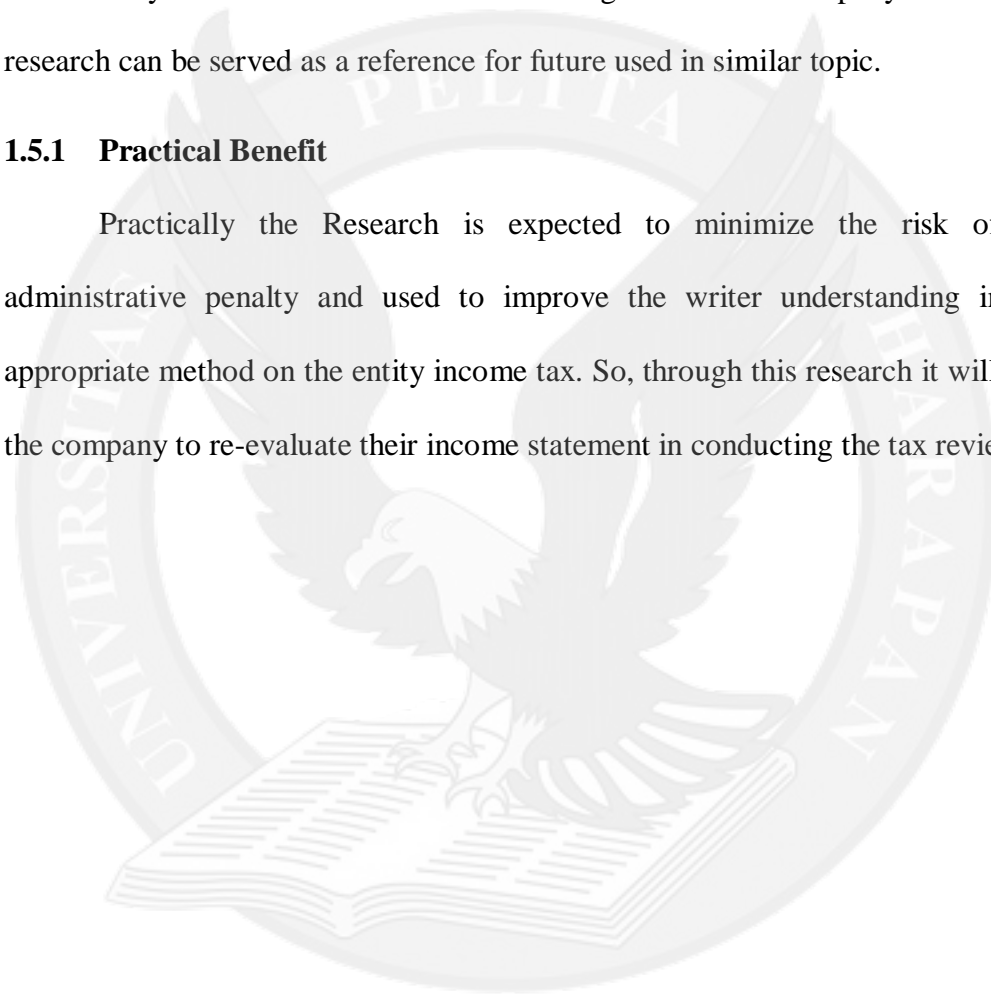 research can be served as a reference for future used in similar topic.
1.5.1 Practical Benefit
Practically the Research is expected to minimize the risk of
administrative penalty and used to improve the writer understanding
appropriate method on the entity income tax. So, through this research it will
the company to re-evaluate their income statement in conducting the tax
UNIVERSITAS PELITA HARAPAN